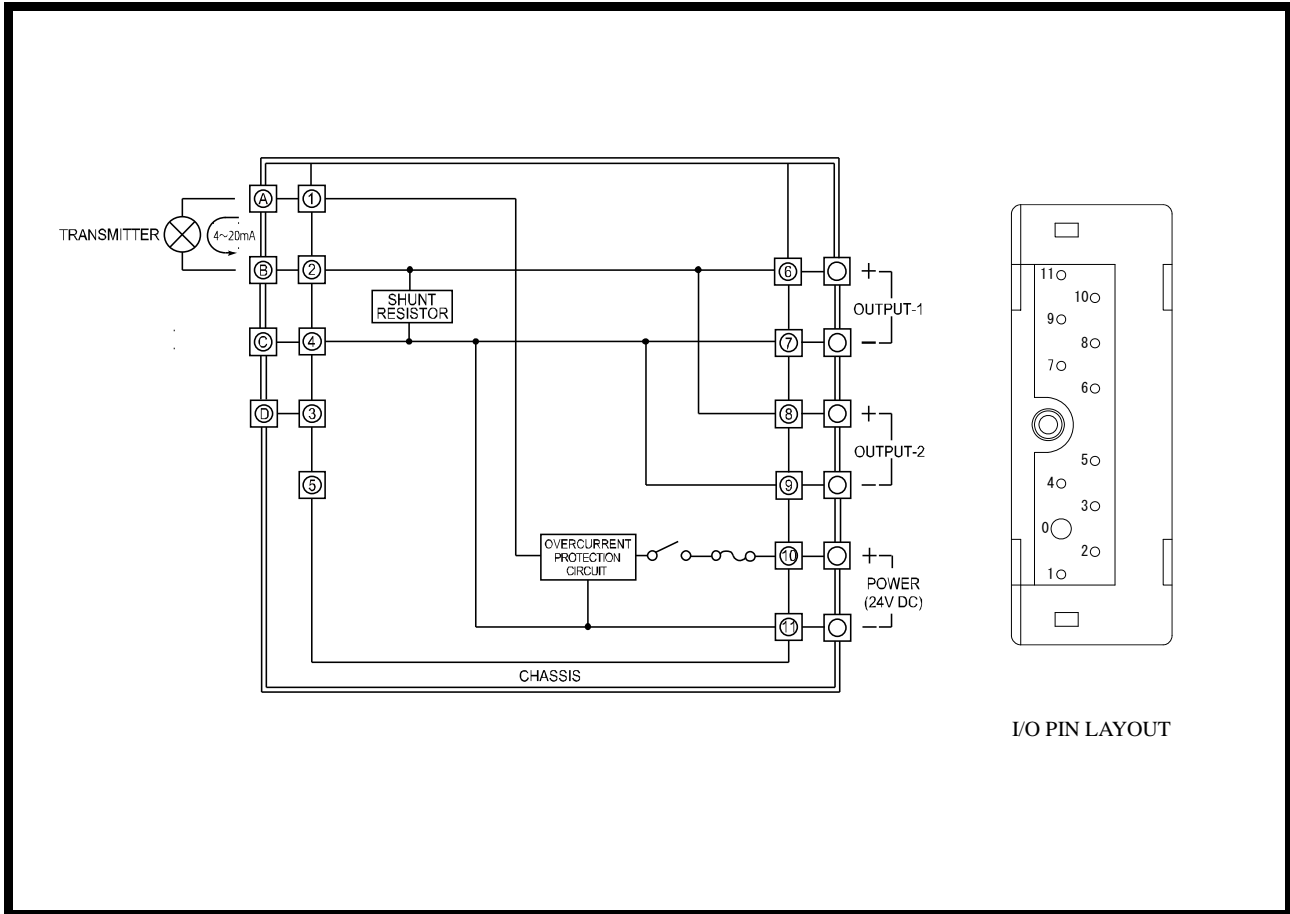 A 1
TRANSMITTER
4~20mA
B 2
6 +
SHUNT
RESISTOR
OUTPUT-1
C 4
7 −
D 3
8 +
OUTPUT-2
5
9 −
OVERCURRENT
PROTECTION
CIRCUIT
10 +
POWER
(24V DC)
11 −
CHASSIS
11
10
9
8
7
6
5
4
3
0
2
1
I/O PIN LAYOUT